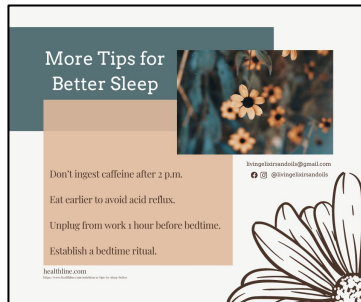 More Tips for
Better Sleep
livingelixirsandoils@gmail.com
@livingelixirsandoils
Don't ingest caffeine after 2 p.m.
Eat earlier to avoid acid reflux.
Unplug from work 1 hour before bedtime.
Establish a bedtime ritual.
healthline.com